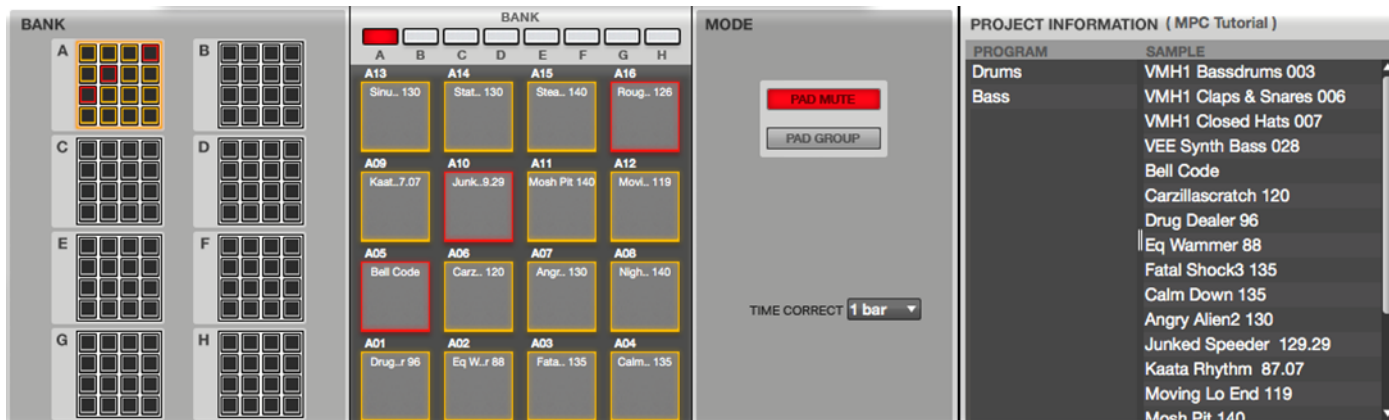 BANK
A
B
C
D
E
F
G
H
BANK
A B C D E F G H
A13 A14 A15 A16
Sinu.. 130 Stat.. 130 Stea.. 140 Roug.. 126
A09 A10 A11 A12
Kaat..7.07 Junk..9.29 Mosh Pit 140 Movi.. 119
A05 A06 A07 A08
Bell Code Carz.. 120 Angr.. 130 Nigh.. 140
A01 A02 A03 A04
Drug..r 96 Eq W..r 88 Fata.. 135 Calm.. 135
MODE
PAD MUTE
PAD GROUP
TIME CORRECT 1 bar
PROJECT INFORMATION ( MPC Tutorial )
PROGRAM SAMPLE
Drums VMH1 Bassdrums 003
Bass VMH1 Claps & Snares 006
VMH1 Closed Hats 007
VEE Synth Bass 028
Bell Code
Carzillascratch 120
Drug Dealer 96
Eq Wammer 88
Fatal Shock3 135
Calm Down 135
Angry Alien2 130
Junked Speeder 129.29
Kaata Rhythm 87.07
Moving Lo End 119
Mosh Pit 140